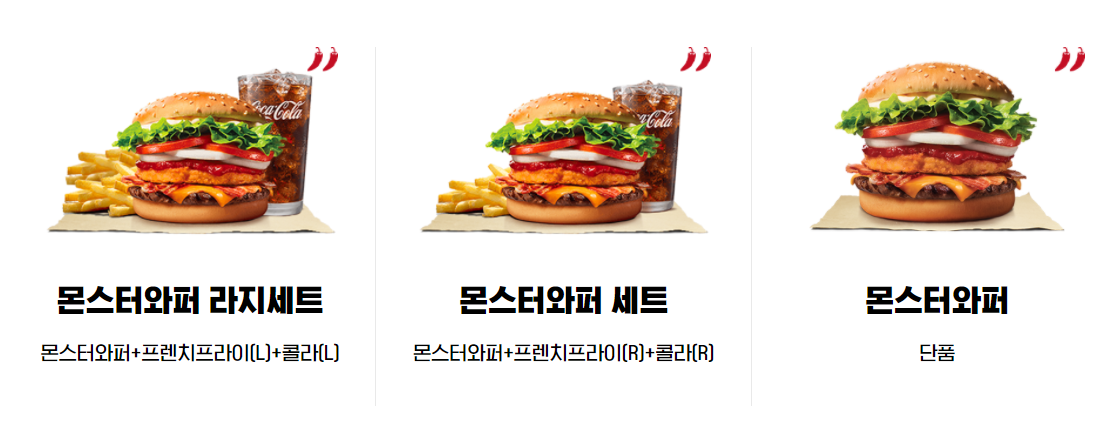 Coca-Cola
몬스터와퍼 라지세트
몬스터와퍼+프렌치프라이(L)+콜라(L)
몬스터와퍼 세트
몬스터와퍼+프렌치프라이(R)+콜라(R)
몬스터와퍼
단품